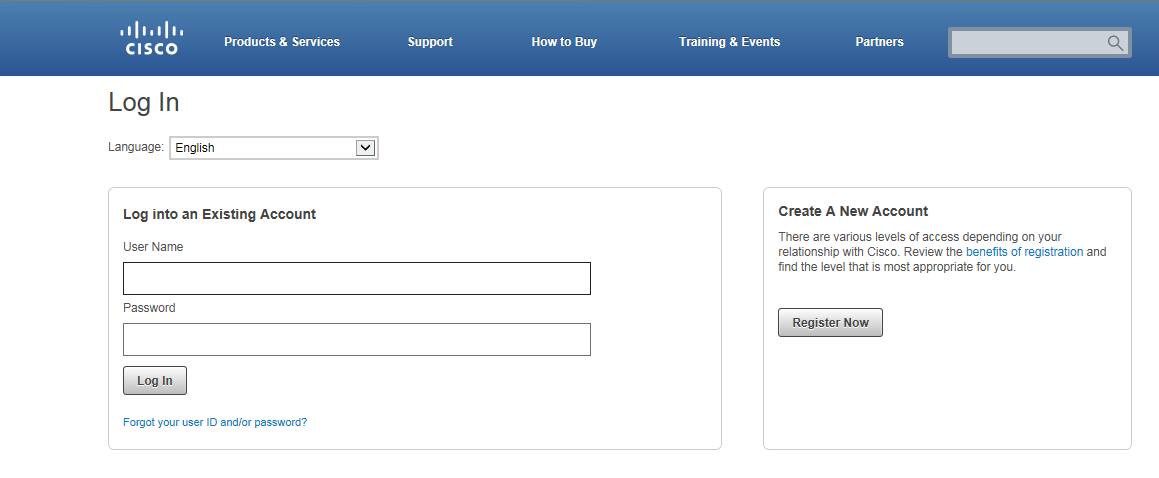 CISCO
Products & Services
Support
How to Buy
Training & Events
Partners
Log In
Language:
English
Log into an Existing Account
User Name
Password
Log In
Forgot your user ID and/or password?
Create A New Account
There are various levels of access depending on your
relationship with Cisco. Review the benefits of registration and
find the level that is most appropriate for you.
Register Now